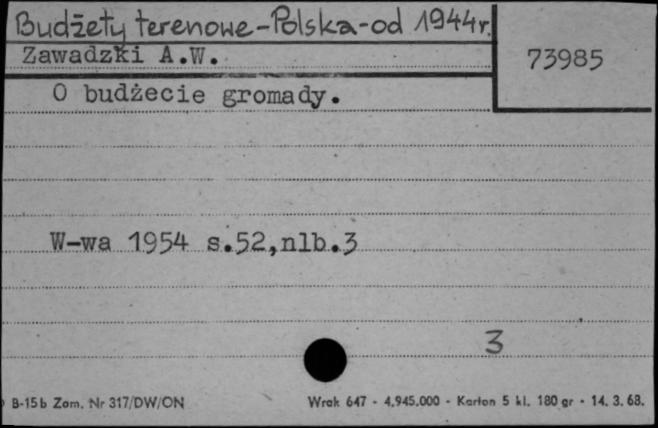 Budżety terenowe-Polska-od 1944r.
Zawadzki A.W.
73985
O budżecie gromady.
W-wa 1954 s.52,nlb.3
3
B-15b Zam. Nr 317/DW/ON
Wrak 647 - 4.945.000 - Karton 5 kl. 180 gr - 14. 3. 68.